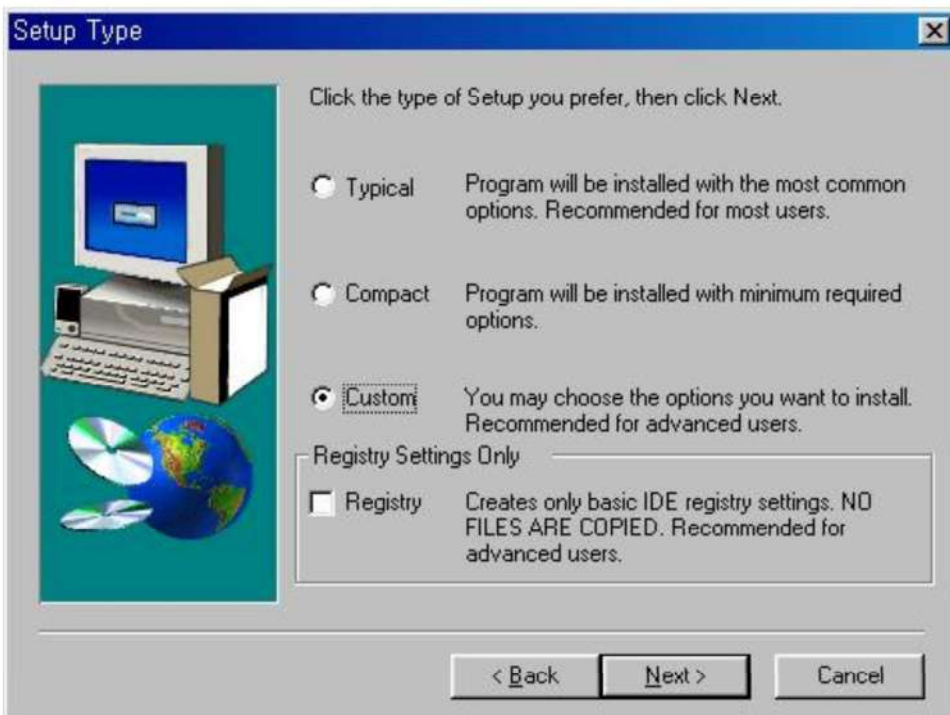 Setup Type
Click the type of Setup you prefer, then click Next.
Typical
Program will be installed with the most common
options. Recommended for most users.
Compact
Program will be installed with minimum required
options.
Custom
You may choose the options you want to install.
Recommended for advanced users.
Registry Settings Only
Registry
Creates only basic IDE registry settings. NO
FILES ARE COPIED. Recommended for
advanced users.
< Back
Next >
Cancel